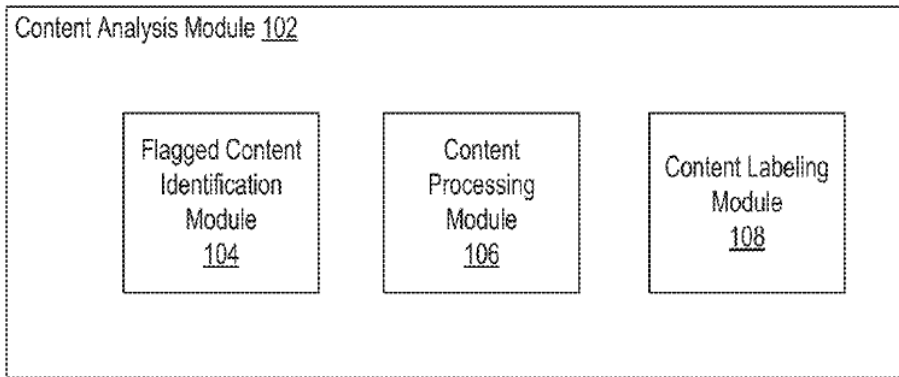 Content Analysis Module 102
Flagged Content
Identification
Module
104
Content
Processing
Module
106
Content Labeling
Module
108